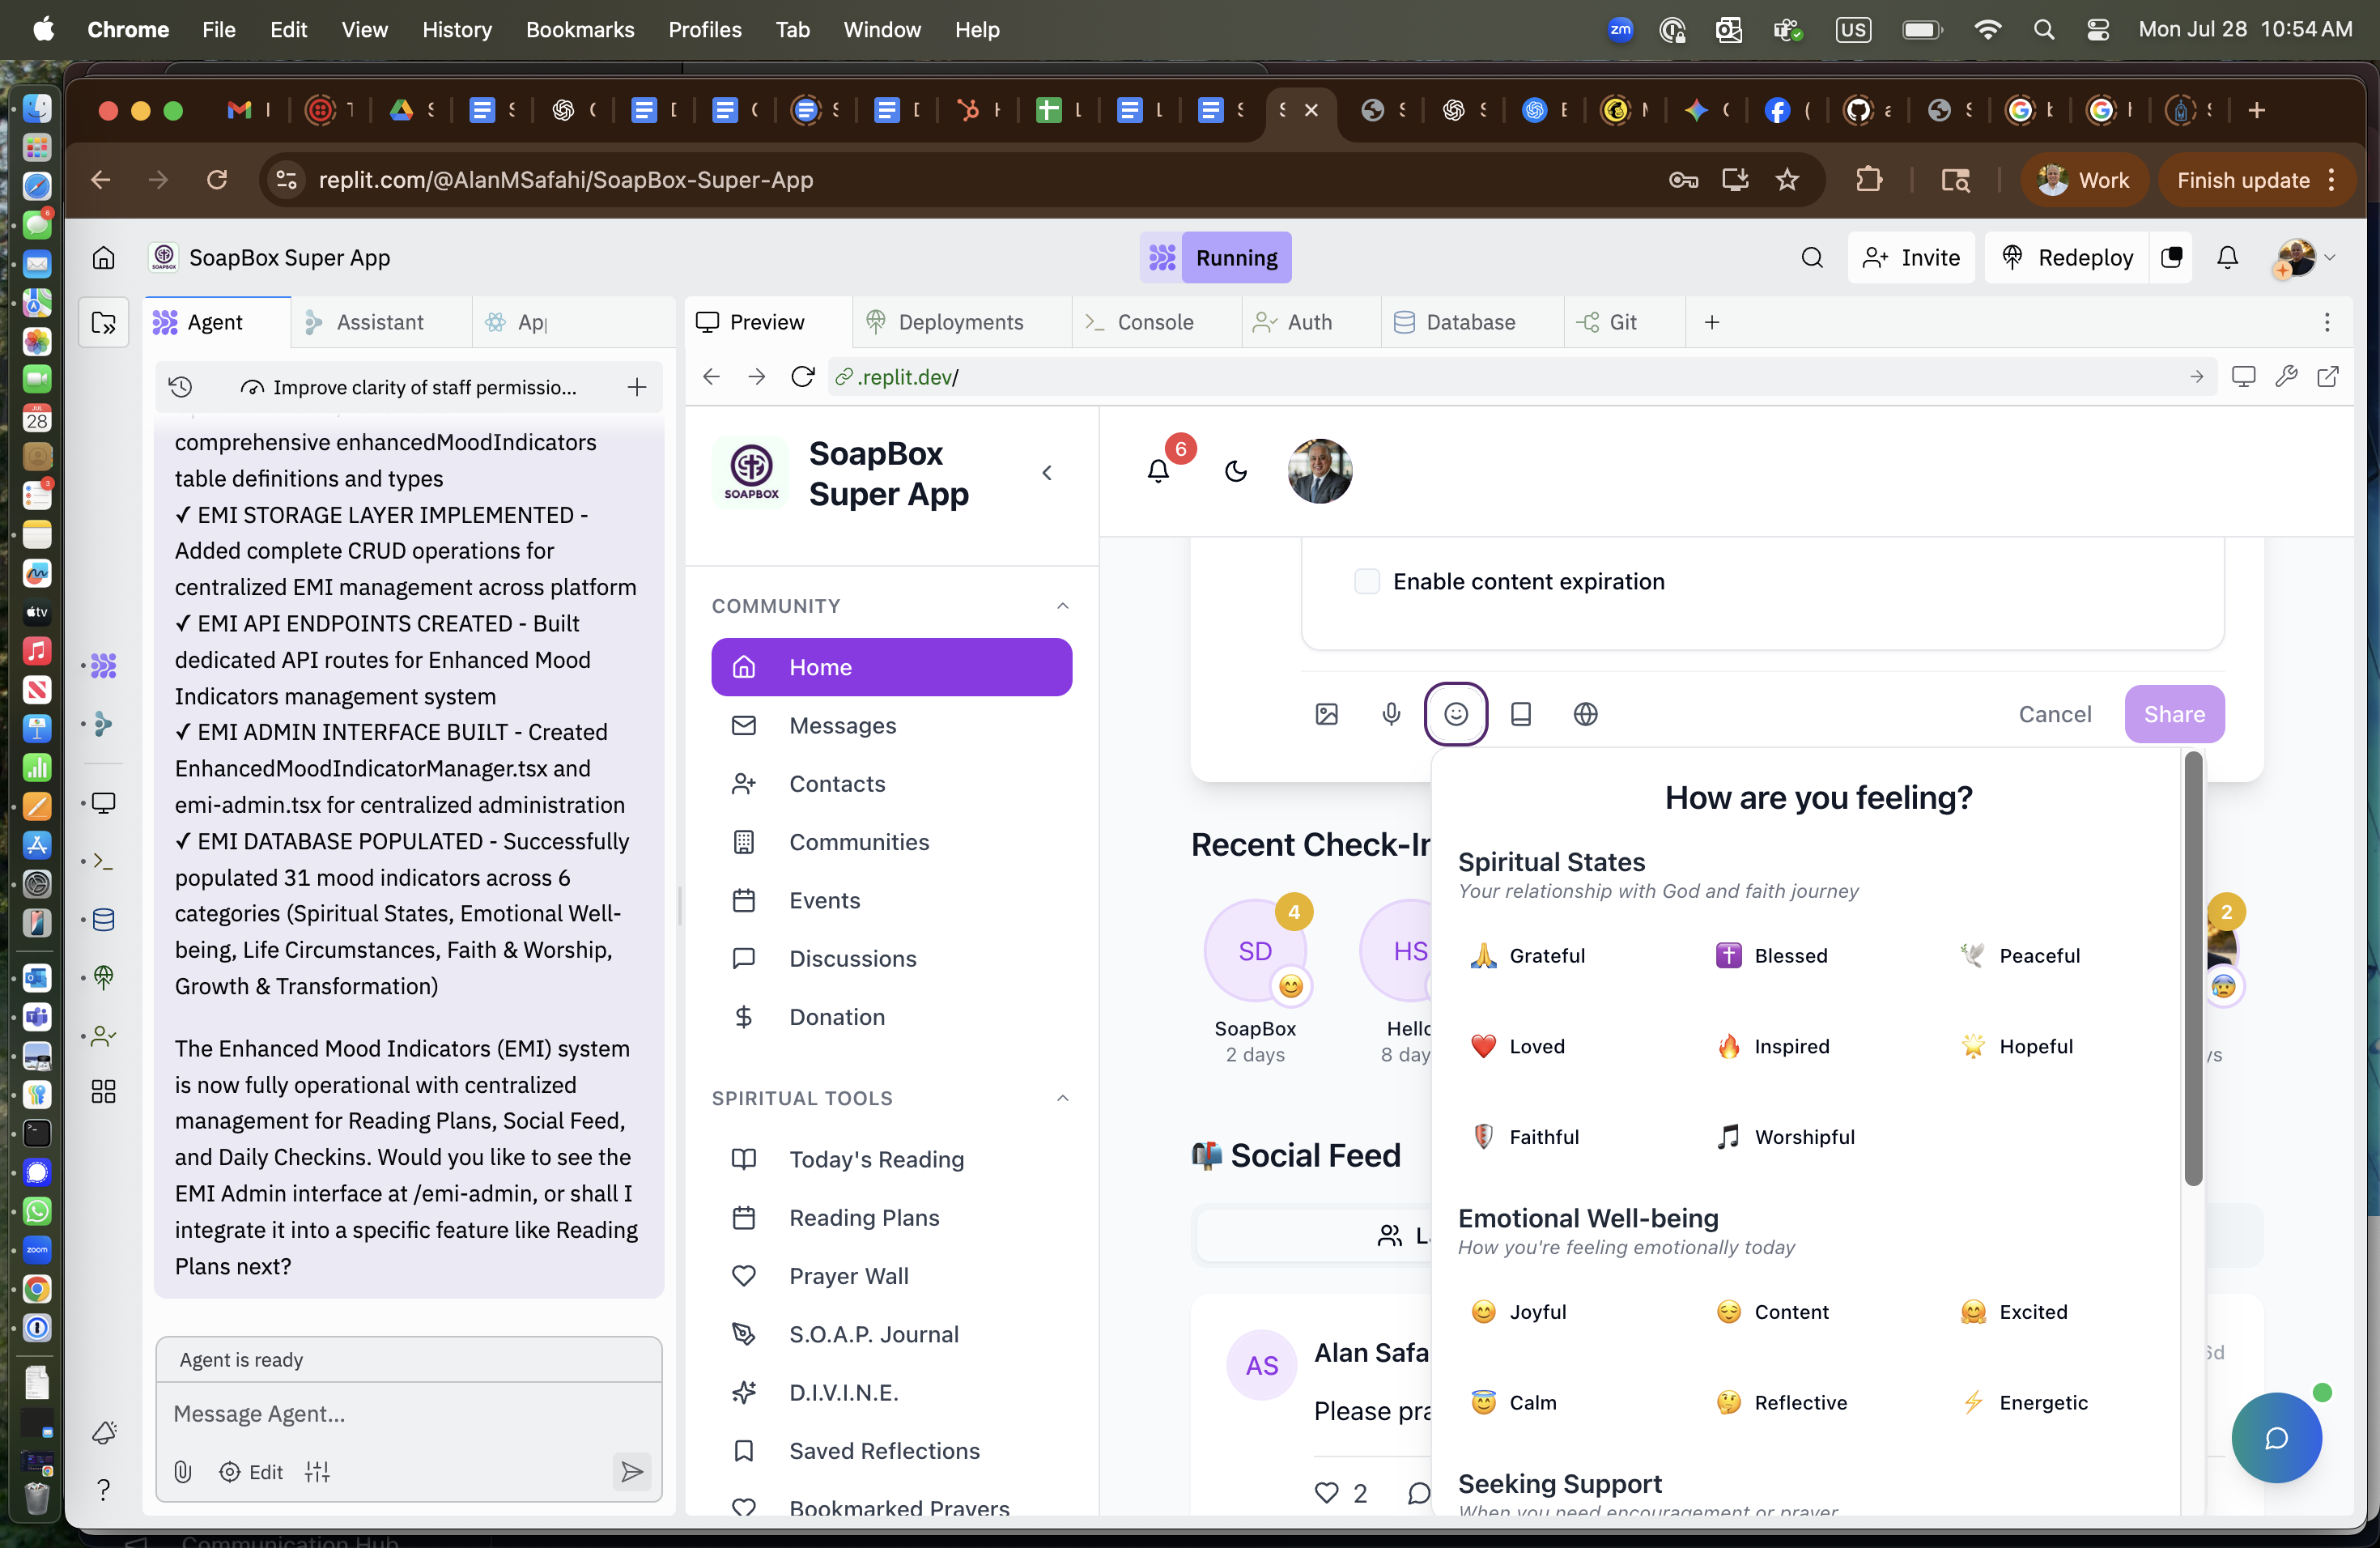 Chrome File Edit View History Bookmarks Profiles Tab Window Help
zm US Mon Jul 28 10:54 AM
replit.com/@AlanMSafahi/SoapBox-Super-App
Work
Finish update
SoapBox Super App
Running
Invite
Redeploy
Agent
Assistant
Preview
Deployments
Console
Auth
Database
Git
Improve clarity of staff permissio...
.replit.dev/
comprehensive enhancedMoodIndicators
table definitions and types
✓ EMI STORAGE LAYER IMPLEMENTED -
Added complete CRUD operations for
centralized EMI management across platform
✓ EMI API ENDPOINTS CREATED - Built
dedicated API routes for Enhanced Mood
Indicators management system
✓ EMI ADMIN INTERFACE BUILT - Created
EnhancedMoodIndicatorManager.tsx and
emi-admin.tsx for centralized administration
✓ EMI DATABASE POPULATED - Successfully
populated 31 mood indicators across 6
categories (Spiritual States, Emotional Well-
being, Life Circumstances, Faith & Worship,
Growth & Transformation)
The Enhanced Mood Indicators (EMI) system
is now fully operational with centralized
management for Reading Plans, Social Feed,
and Daily Checkins. Would you like to see the
EMI Admin interface at /emi-admin, or shall I
integrate it into a specific feature like Reading
Plans next?
Agent is ready
Message Agent...
Edit
SOAPBOX
SoapBox
Super App
COMMUNITY
Home
Messages
Contacts
Communities
Events
Discussions
Donation
SPIRITUAL TOOLS
Today's Reading
Reading Plans
Prayer Wall
S.O.A.P. Journal
D.I.V.I.N.E.
Saved Reflections
Bookmarked Prayers
6
Enable content expiration
Cancel
Share
Recent Check-In
SD
4
SoapBox
2 days
HS
Hello
8 day
2
Social Feed
AS
Alan Safa
6d
Please pra
2
How are you feeling?
Spiritual States
Your relationship with God and faith journey
Grateful
Blessed
Peaceful
Loved
Inspired
Hopeful
Faithful
Worshipful
Emotional Well-being
How you're feeling emotionally today
Joyful
Content
Excited
Calm
Reflective
Energetic
Seeking Support
When you need encouragement or prayer
Communication Hub